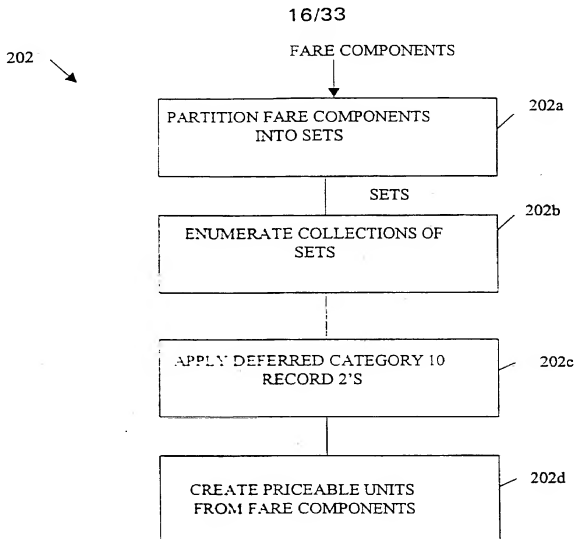 16/33
202
FARE COMPONENTS
PARTITION FARE COMPONENTS
INTO SETS
202a
SETS
202b
ENUMERATE COLLECTIONS OF
SETS
APPLY DEFERRED CATEGORY 10
RECORD 2'S
202c
202d
CREATE PRICEABLE UNITS
FROM FARE COMPONENTS